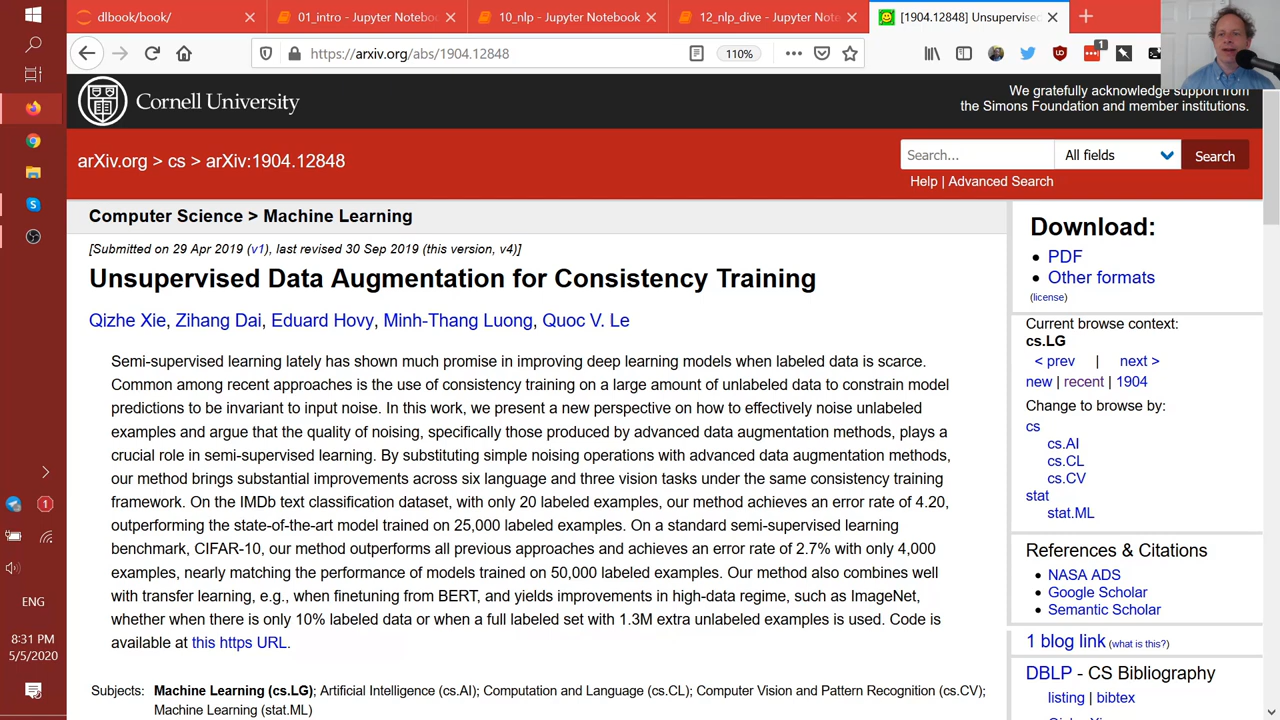 dlbook/book/
01_intro - Jupyter Notebo
10_nlp - Jupyter Notebook
12_nlp_dive - Jupyter Note
[1904.12848] Unsupervised
https://arxiv.org/abs/1904.12848
110%
1
Cornell University
We gratefully acknowledge support from
the Simons Foundation and member institutions.
arXiv.org > cs > arXiv:1904.12848
Search...
All fields
Search
Help | Advanced Search
Computer Science > Machine Learning
[Submitted on 29 Apr 2019 (v1), last revised 30 Sep 2019 (this version, v4)]
Unsupervised Data Augmentation for Consistency Training
Qizhe Xie, Zihang Dai, Eduard Hovy, Minh-Thang Luong, Quoc V. Le
Semi-supervised learning lately has shown much promise in improving deep learning models when labeled data is scarce.
Common among recent approaches is the use of consistency training on a large amount of unlabeled data to constrain model
predictions to be invariant to input noise. In this work, we present a new perspective on how to effectively noise unlabeled
examples and argue that the quality of noising, specifically those produced by advanced data augmentation methods, plays a
crucial role in semi-supervised learning. By substituting simple noising operations with advanced data augmentation methods,
our method brings substantial improvements across six language and three vision tasks under the same consistency training
framework. On the IMDb text classification dataset, with only 20 labeled examples, our method achieves an error rate of 4.20,
outperforming the state-of-the-art model trained on 25,000 labeled examples. On a standard semi-supervised learning
benchmark, CIFAR-10, our method outperforms all previous approaches and achieves an error rate of 2.7% with only 4,000
examples, nearly matching the performance of models trained on 50,000 labeled examples. Our method also combines well
with transfer learning, e.g., when finetuning from BERT, and yields improvements in high-data regime, such as ImageNet,
whether when there is only 10% labeled data or when a full labeled set with 1.3M extra unlabeled examples is used. Code is
available at this https URL.
Subjects: Machine Learning (cs.LG); Artificial Intelligence (cs.AI); Computation and Language (cs.CL); Computer Vision and Pattern Recognition (cs.CV);
Machine Learning (stat.ML)
Download:
PDF
Other formats
(license)
Current browse context:
cs.LG
< prev | next >
new | recent | 1904
Change to browse by:
cs
cs.AI
cs.CL
cs.CV
stat
stat.ML
References & Citations
NASA ADS
Google Scholar
Semantic Scholar
1 blog link (what is this?)
DBLP - CS Bibliography
listing | bibtex
1
ENG
8:31 PM
5/5/2020